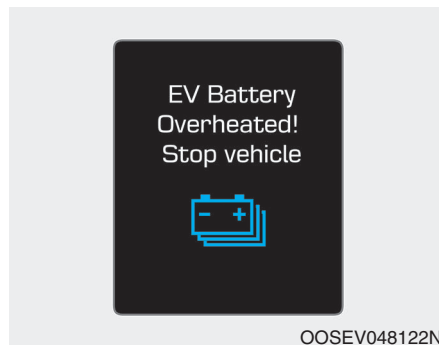 EV Battery
Overheated!
Stop vehicle
- +
OOSEV048122N